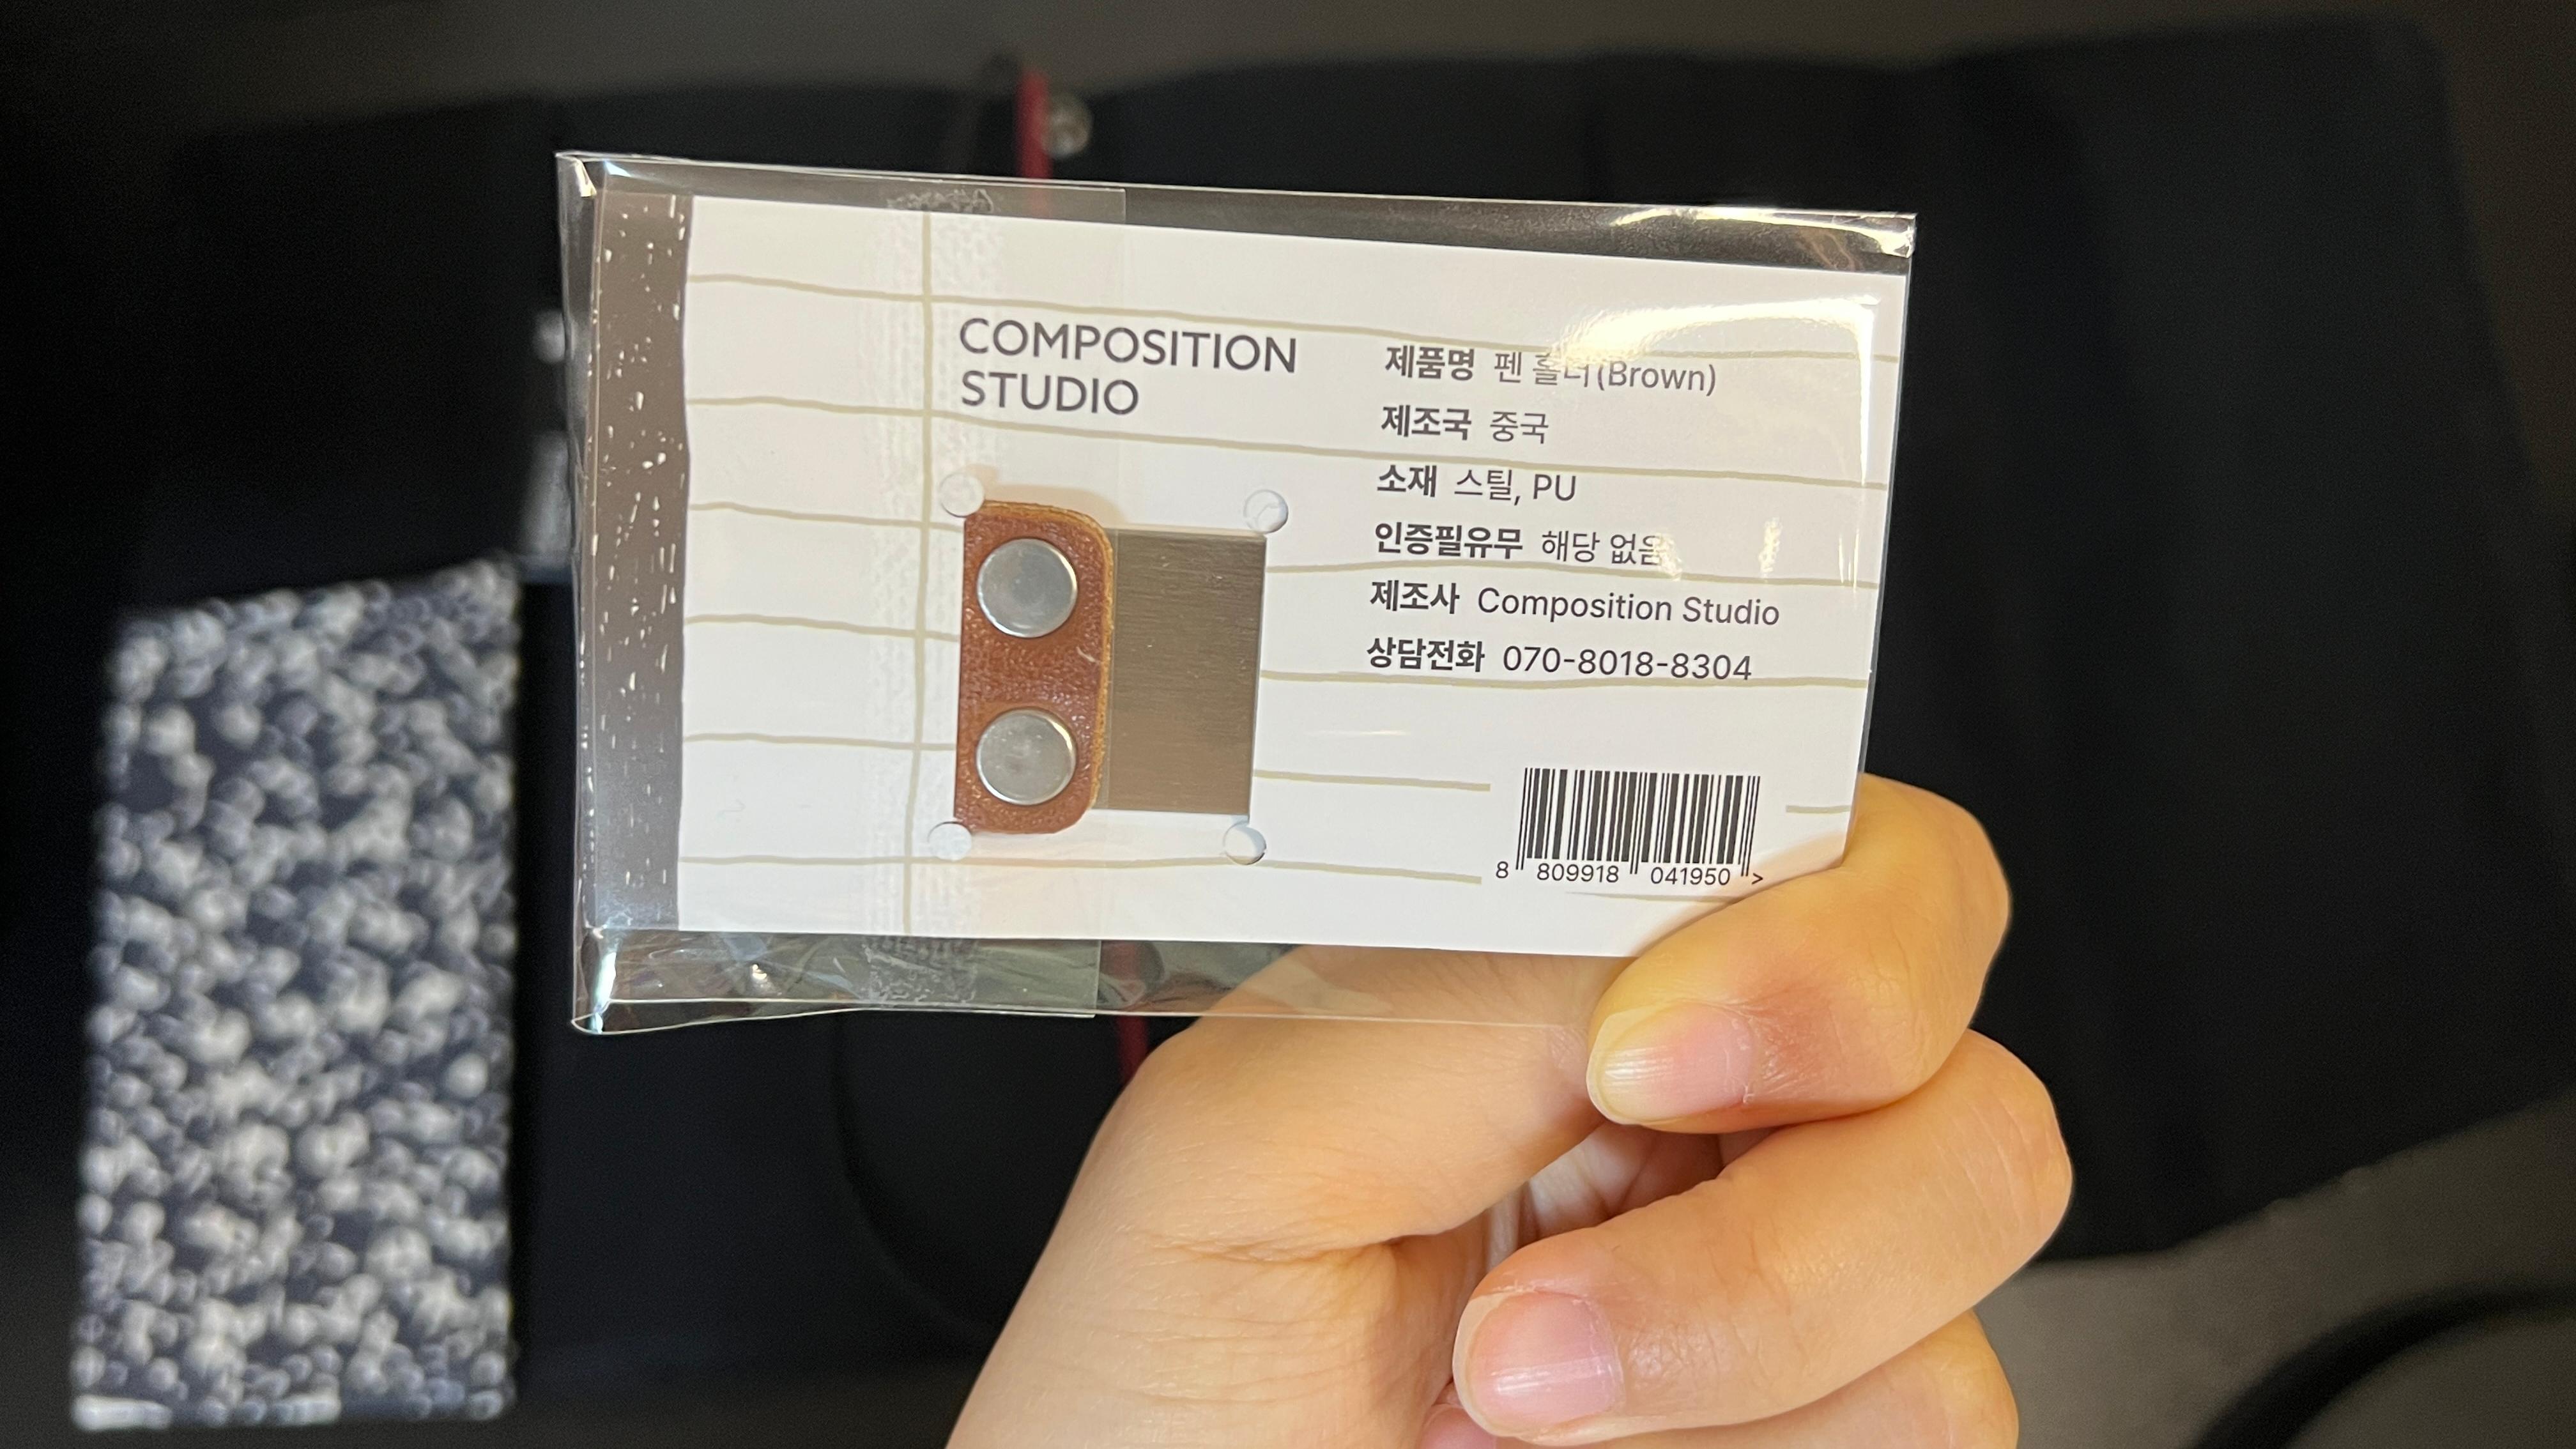 COMPOSITION
STUDIO
제품명 펜 홀더(Brown)
제조국 중국
소재 스틸, PU
인증필유무 해당 없음
제조사 Composition Studio
상담전화 070-8018-8304
8 809918 041950 >